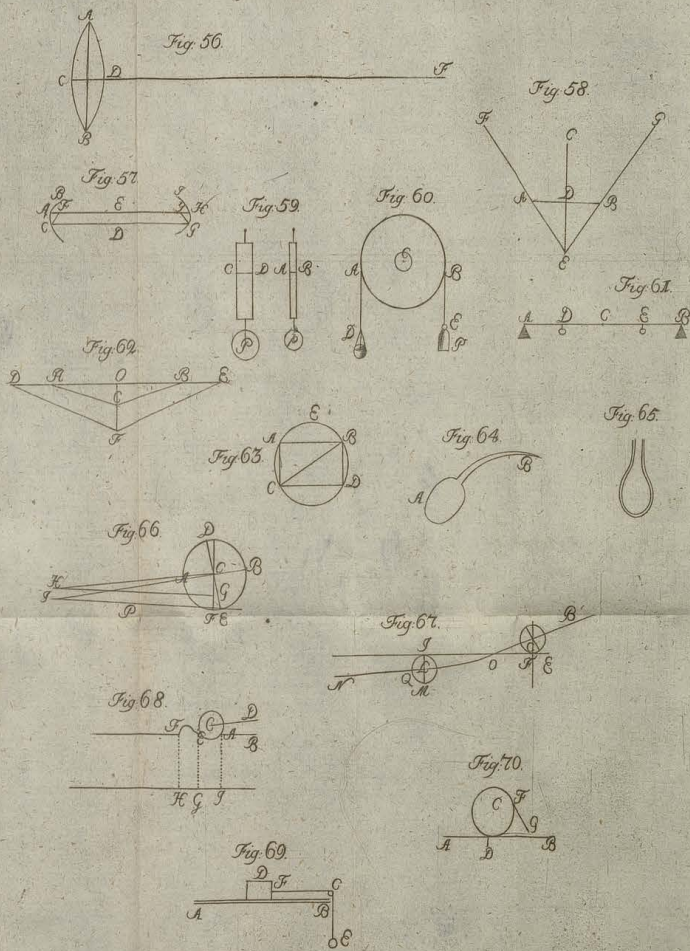 Fig: 56.
A
C D F
B
Fig: 57.
B I
A F E H
C D G
Fig: 58.
F C G
A D B
E
Fig: 59.
C D A B
P P
Fig: 60.
C
A B
D E
P
Fig: 61.
A D C E B
Fig: 62.
D A O B E
C
F
Fig: 63.
E
A B
C D
Fig: 64.
A B
Fig: 65.
Fig: 66.
D
H A C B
I G
P F E
Fig: 67.
B
I C
N L O F E
Q
M
Fig: 68.
F C D
E A B
H G I
Fig: 69.
D F C
A B
E
Fig: 70.
C F
G
A D B